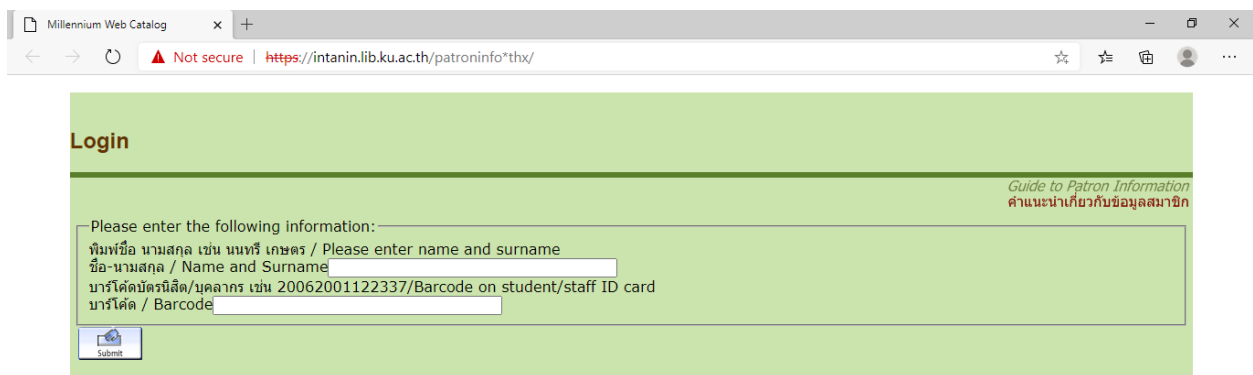 Millennium Web Catalog
Not secure | https://intanin.lib.ku.ac.th/patroninfo*thx/
Login
Guide to Patron Information
คำแนะนำเกี่ยวกับข้อมูลสมาชิก
Please enter the following information:
พิมพ์ชื่อ นามสกุล เช่น นนทรี เกษตร / Please enter name and surname
ชื่อ-นามสกุล / Name and Surname
บาร์โค้ดบัตรนิสิต/บุคลากร เช่น 20062001122337/Barcode on student/staff ID card
บาร์โค้ด / Barcode
Submit